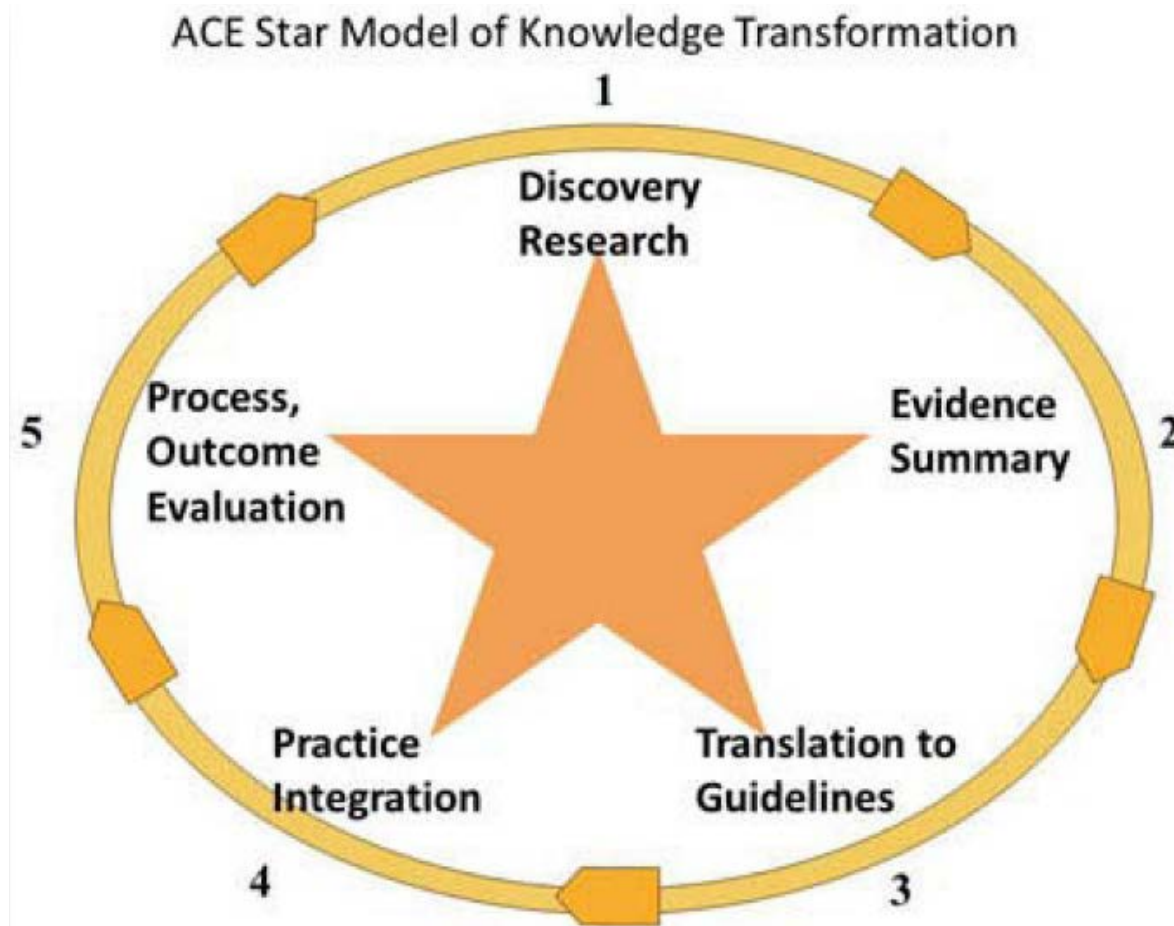 ACE Star Model of Knowledge Transformation
1
Discovery
Research
Evidence
Summary
2
Translation to
Guidelines
3
Practice
Integration
4
Process,
Outcome
Evaluation
5